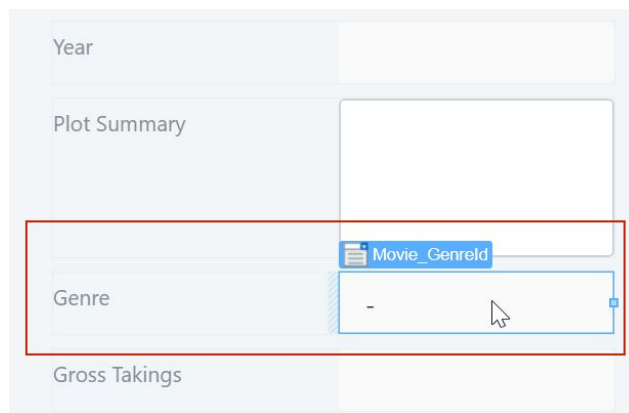 Year
Plot Summary
Movie_GenreId
Genre
-
Gross Takings